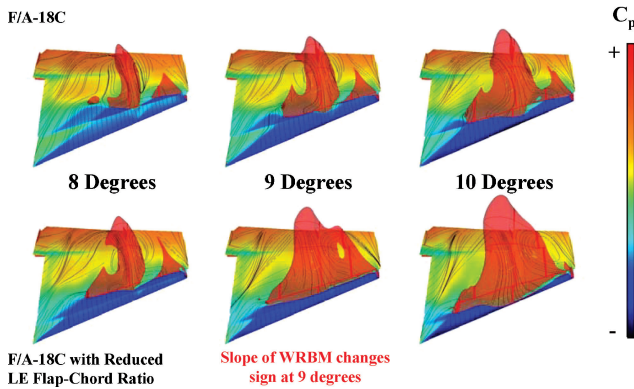 F/A-18C
Cp
+
8 Degrees
9 Degrees
10 Degrees
-
F/A-18C with Reduced
LE Flap-Chord Ratio
Slope of WRBM changes
sign at 9 degrees